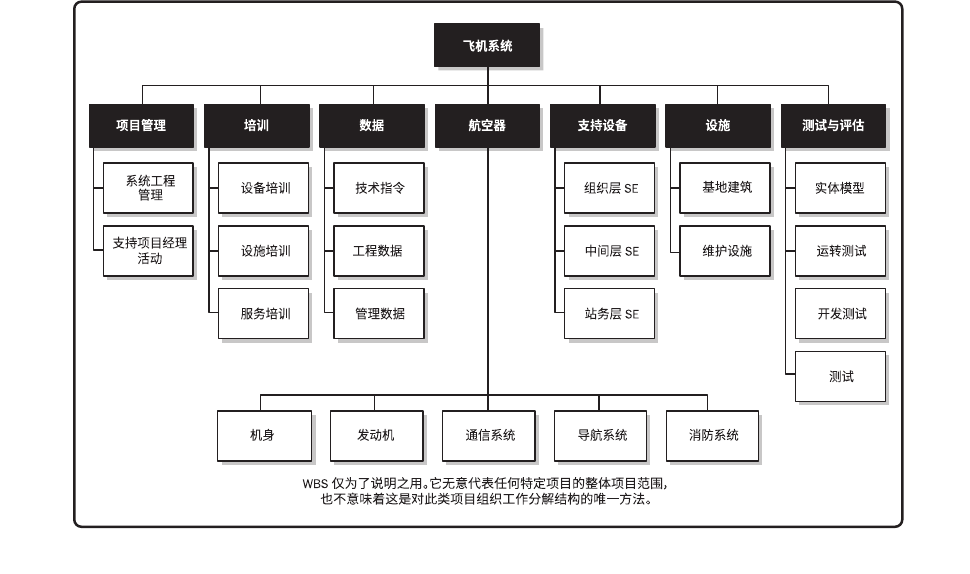 飞机系统
项目管理
培训
数据
航空器
支持设备
设施
测试与评估
系统工程
管理
设备培训
技术指令
组织层 SE
基地建筑
实体模型
支持项目经理
活动
设施培训
工程数据
中间层 SE
维护设施
运转测试
服务培训
管理数据
站务层 SE
开发测试
测试
机身
发动机
通信系统
导航系统
消防系统
WBS 仅为了说明之用。它无意代表任何特定项目的整体项目范围，
也不意味着这是对此类项目组织工作分解结构的唯一方法。